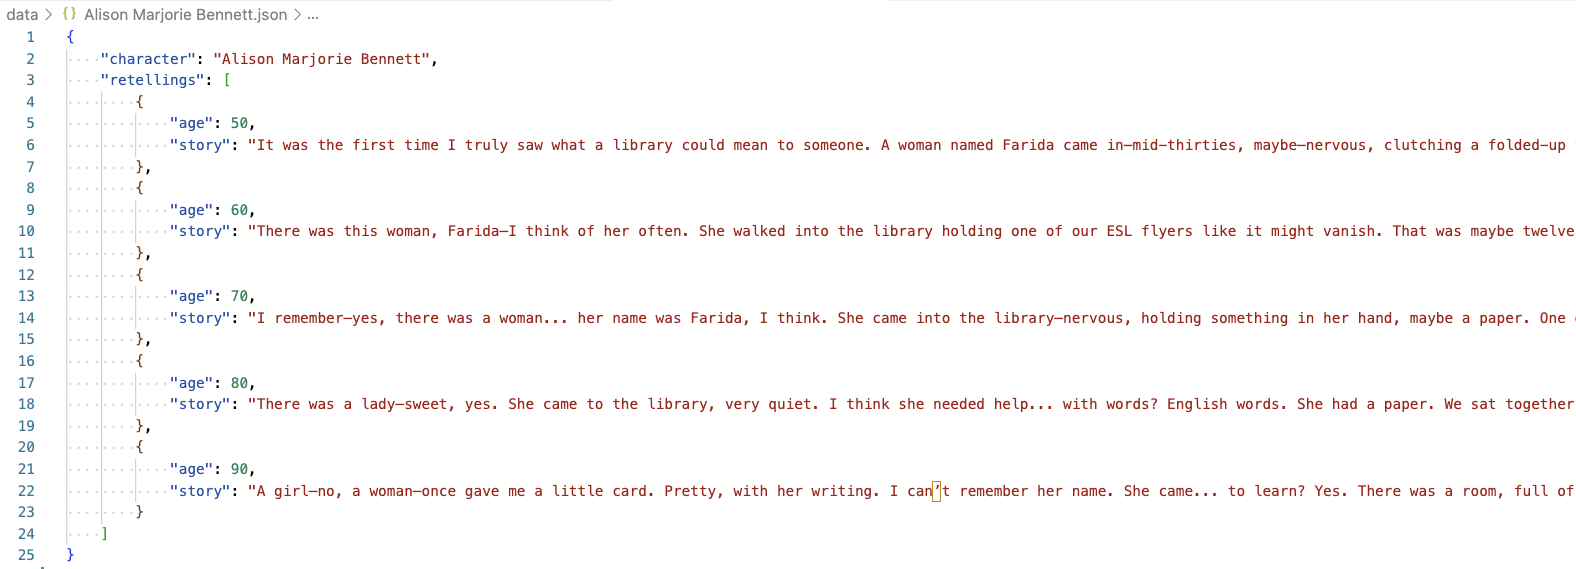 data > {} Alison Marjorie Bennett.json > ...
1 {
2 "character": "Alison Marjorie Bennett",
3 "retellings": [
4 {
5 "age": 50,
6 "story": "It was the first time I truly saw what a library could mean to someone. A woman named Farida came in—mid-thirties, maybe—nervous, clutching a folded-up
7 },
8 {
9 "age": 60,
10 "story": "There was this woman, Farida—I think of her often. She walked into the library holding one of our ESL flyers like it might vanish. That was maybe twelve
11 },
12 {
13 "age": 70,
14 "story": "I remember—yes, there was a woman... her name was Farida, I think. She came into the library—nervous, holding something in her hand, maybe a paper. One
15 },
16 {
17 "age": 80,
18 "story": "There was a lady—sweet, yes. She came to the library, very quiet. I think she needed help... with words? English words. She had a paper. We sat together
19 },
20 {
21 "age": 90,
22 "story": "A girl—no, a woman—once gave me a little card. Pretty, with her writing. I can’t remember her name. She came... to learn? Yes. There was a room, full of
23 }
24 ]
25 }